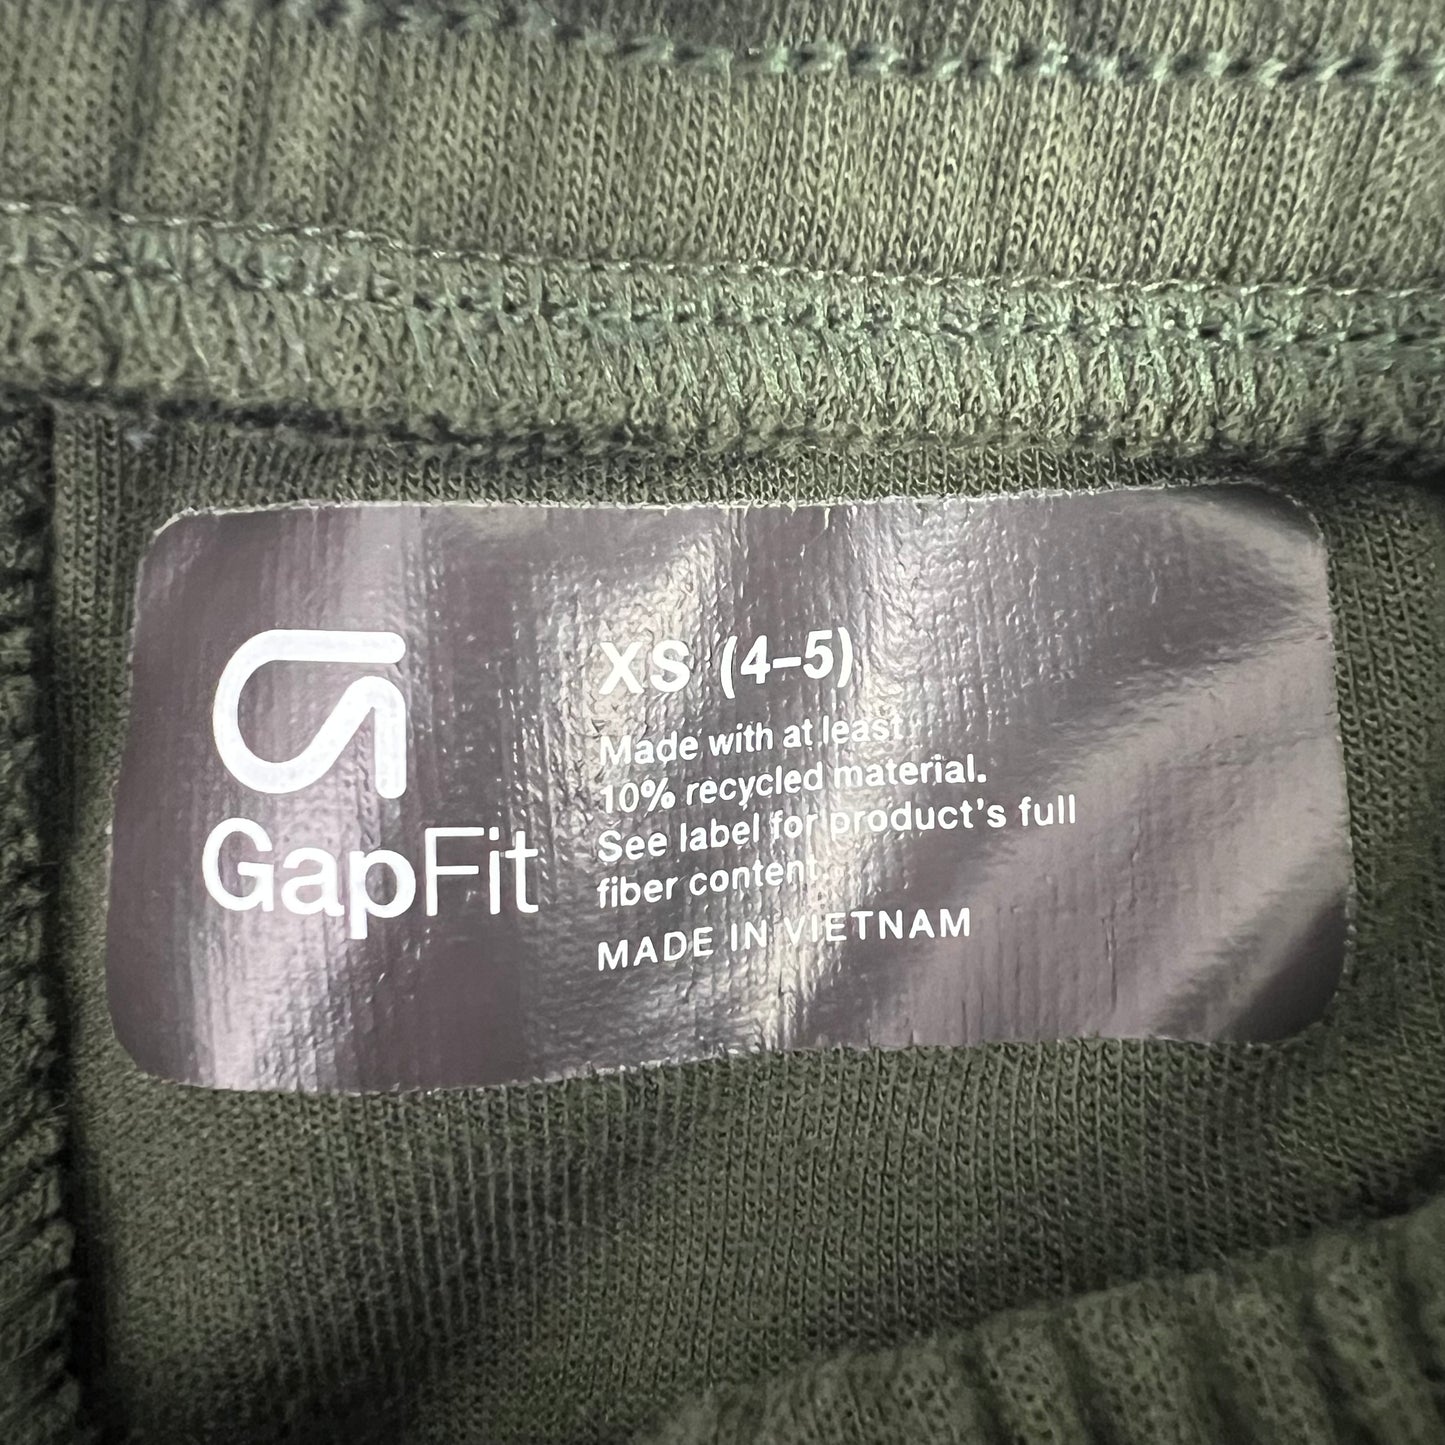 GapFit
XS (4–5)
Made with at least
10% recycled material.
See label for product's full
fiber content.
MADE IN VIETNAM